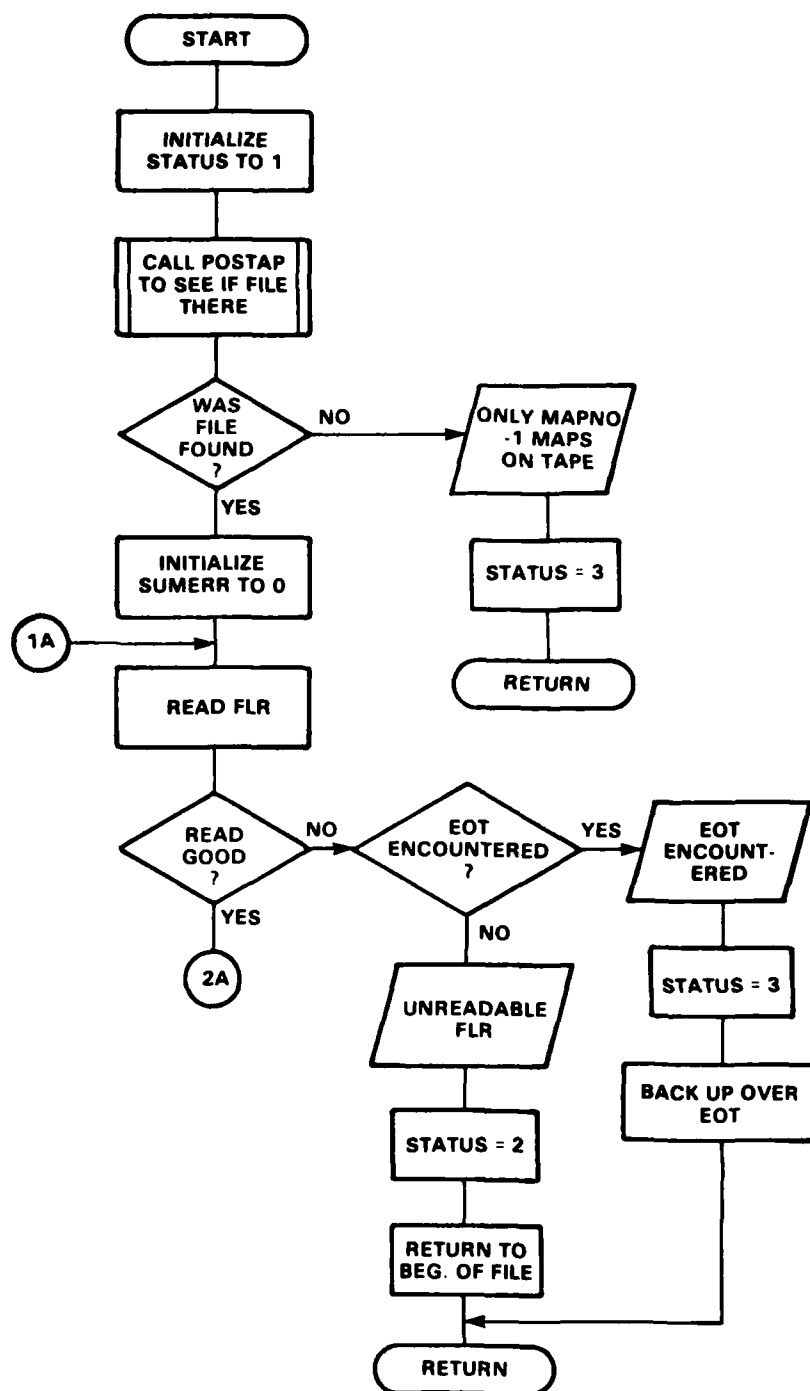 START
INITIALIZE
STATUS TO 1
CALL POSTAP
TO SEE IF FILE
THERE
WAS
FILE
FOUND
?
NO
YES
ONLY MAPNO
-1 MAPS
ON TAPE
STATUS = 3
RETURN
INITIALIZE
SUMERR TO 0
1A
READ FLR
READ
GOOD
?
NO
YES
2A
EOT
ENCOUNTERED
?
YES
NO
EOT
ENCOUNT-
ERED
STATUS = 3
BACK UP OVER
EOT
UNREADABLE
FLR
STATUS = 2
RETURN TO
BEG. OF FILE
RETURN